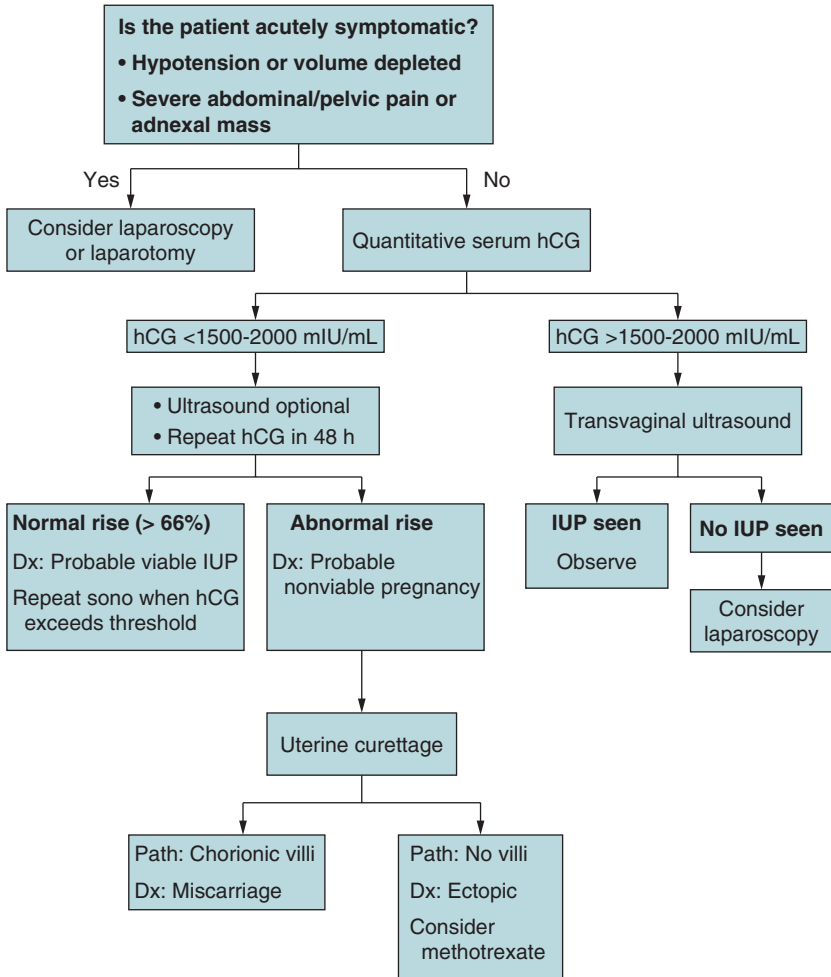 Is the patient acutely symptomatic?
• Hypotension or volume depleted
• Severe abdominal/pelvic pain or
adnexal mass
Yes
No
Consider laparoscopy
or laparotomy
Quantitative serum hCG
hCG <1500-2000 mIU/mL
hCG >1500-2000 mIU/mL
• Ultrasound optional
• Repeat hCG in 48 h
Transvaginal ultrasound
Normal rise (> 66%)
Dx: Probable viable IUP
Repeat sono when hCG
exceeds threshold
Abnormal rise
Dx: Probable
nonviable pregnancy
IUP seen
Observe
No IUP seen
Consider
laparoscopy
Uterine curettage
Path: Chorionic villi
Dx: Miscarriage
Path: No villi
Dx: Ectopic
Consider
methotrexate